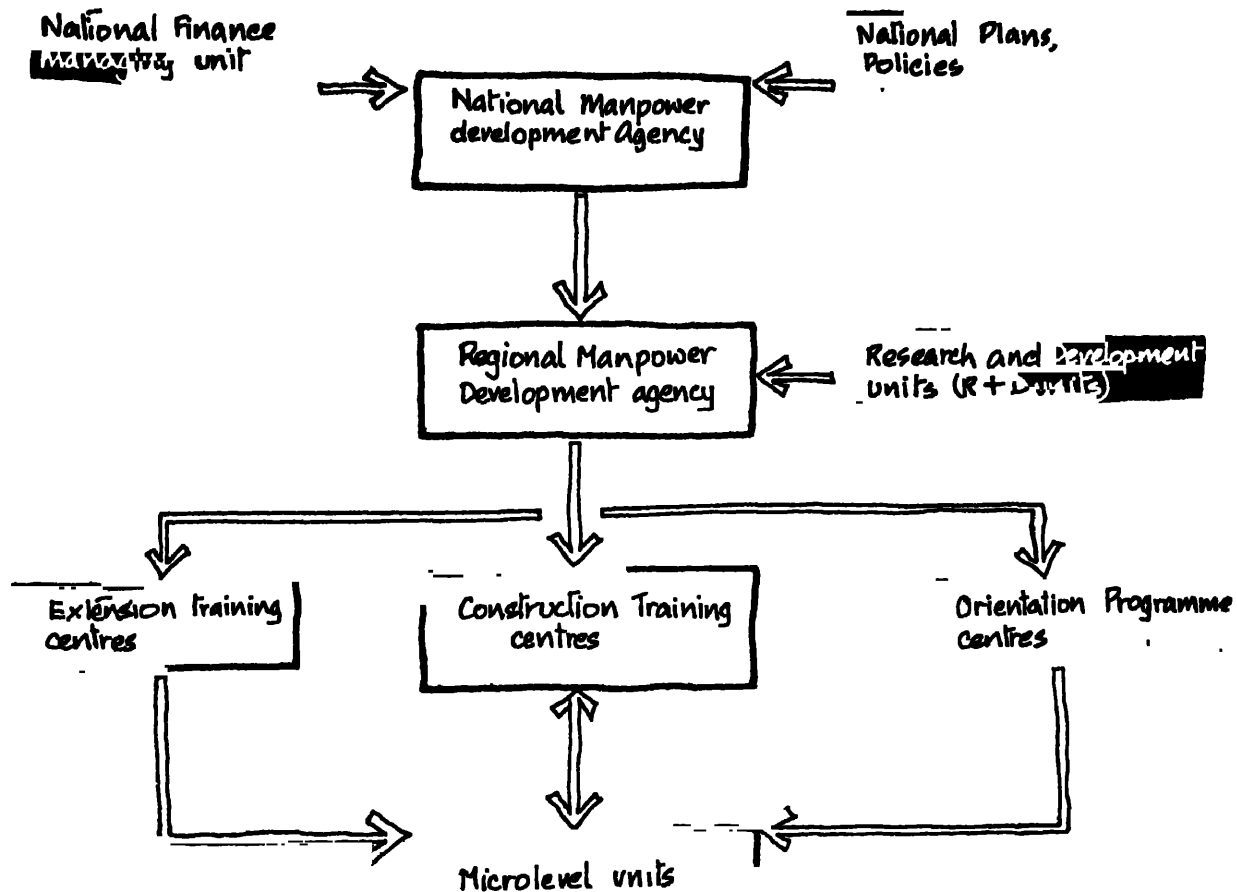 National Finance
unit
National Plans,
Policies
National Manpower
development Agency
Regional Manpower
Development agency
Research and Development
units (R +
Extension training
centres
Construction Training
centres
Orientation Programme
centres
Microlevel units